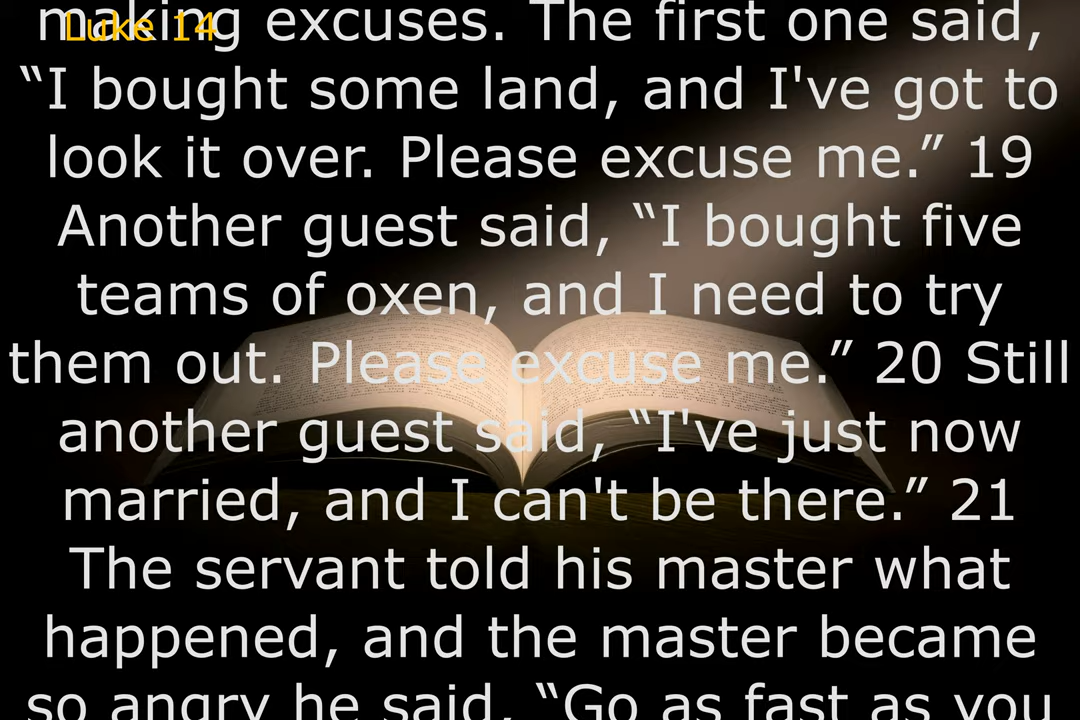 Luke 14
making excuses. The first one said,
“I bought some land, and I've got to
look it over. Please excuse me.” 19
Another guest said, “I bought five
teams of oxen, and I need to try
them out. Please excuse me.” 20 Still
another guest said, “I've just now
married, and I can't be there.” 21
The servant told his master what
happened, and the master became
so angry he said, “Go as fast as you